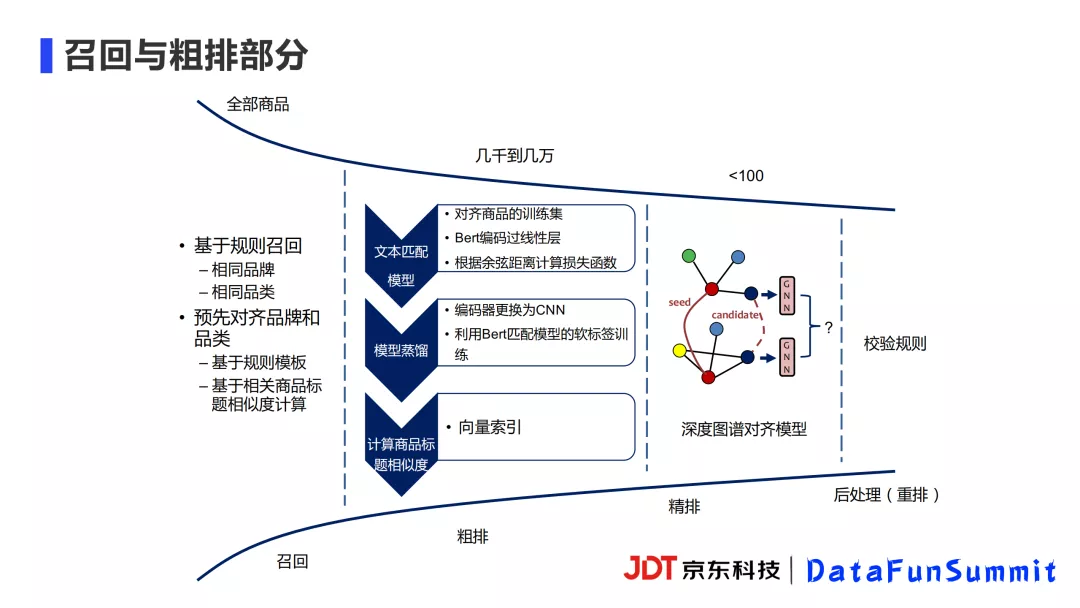 召回与粗排部分
全部商品
几千到几万
<100
• 基于规则召回
– 相同品牌
– 相同品类
• 预先对齐品牌和
品类
– 基于规则模板
– 基于相关商品标
题相似度计算
文本匹配
模型
• 对齐商品的训练集
• Bert编码过线性层
• 根据余弦距离计算损失函数
模型蒸馏
• 编码器更换为CNN
• 利用Bert匹配模型的软标签训
练
计算商品标
题相似度
• 向量索引
seed
candidate
G
N
N
G
N
N
?
深度图谱对齐模型
校验规则
召回
粗排
精排
后处理（重排）
JDT 京东科技
DataFunSummit